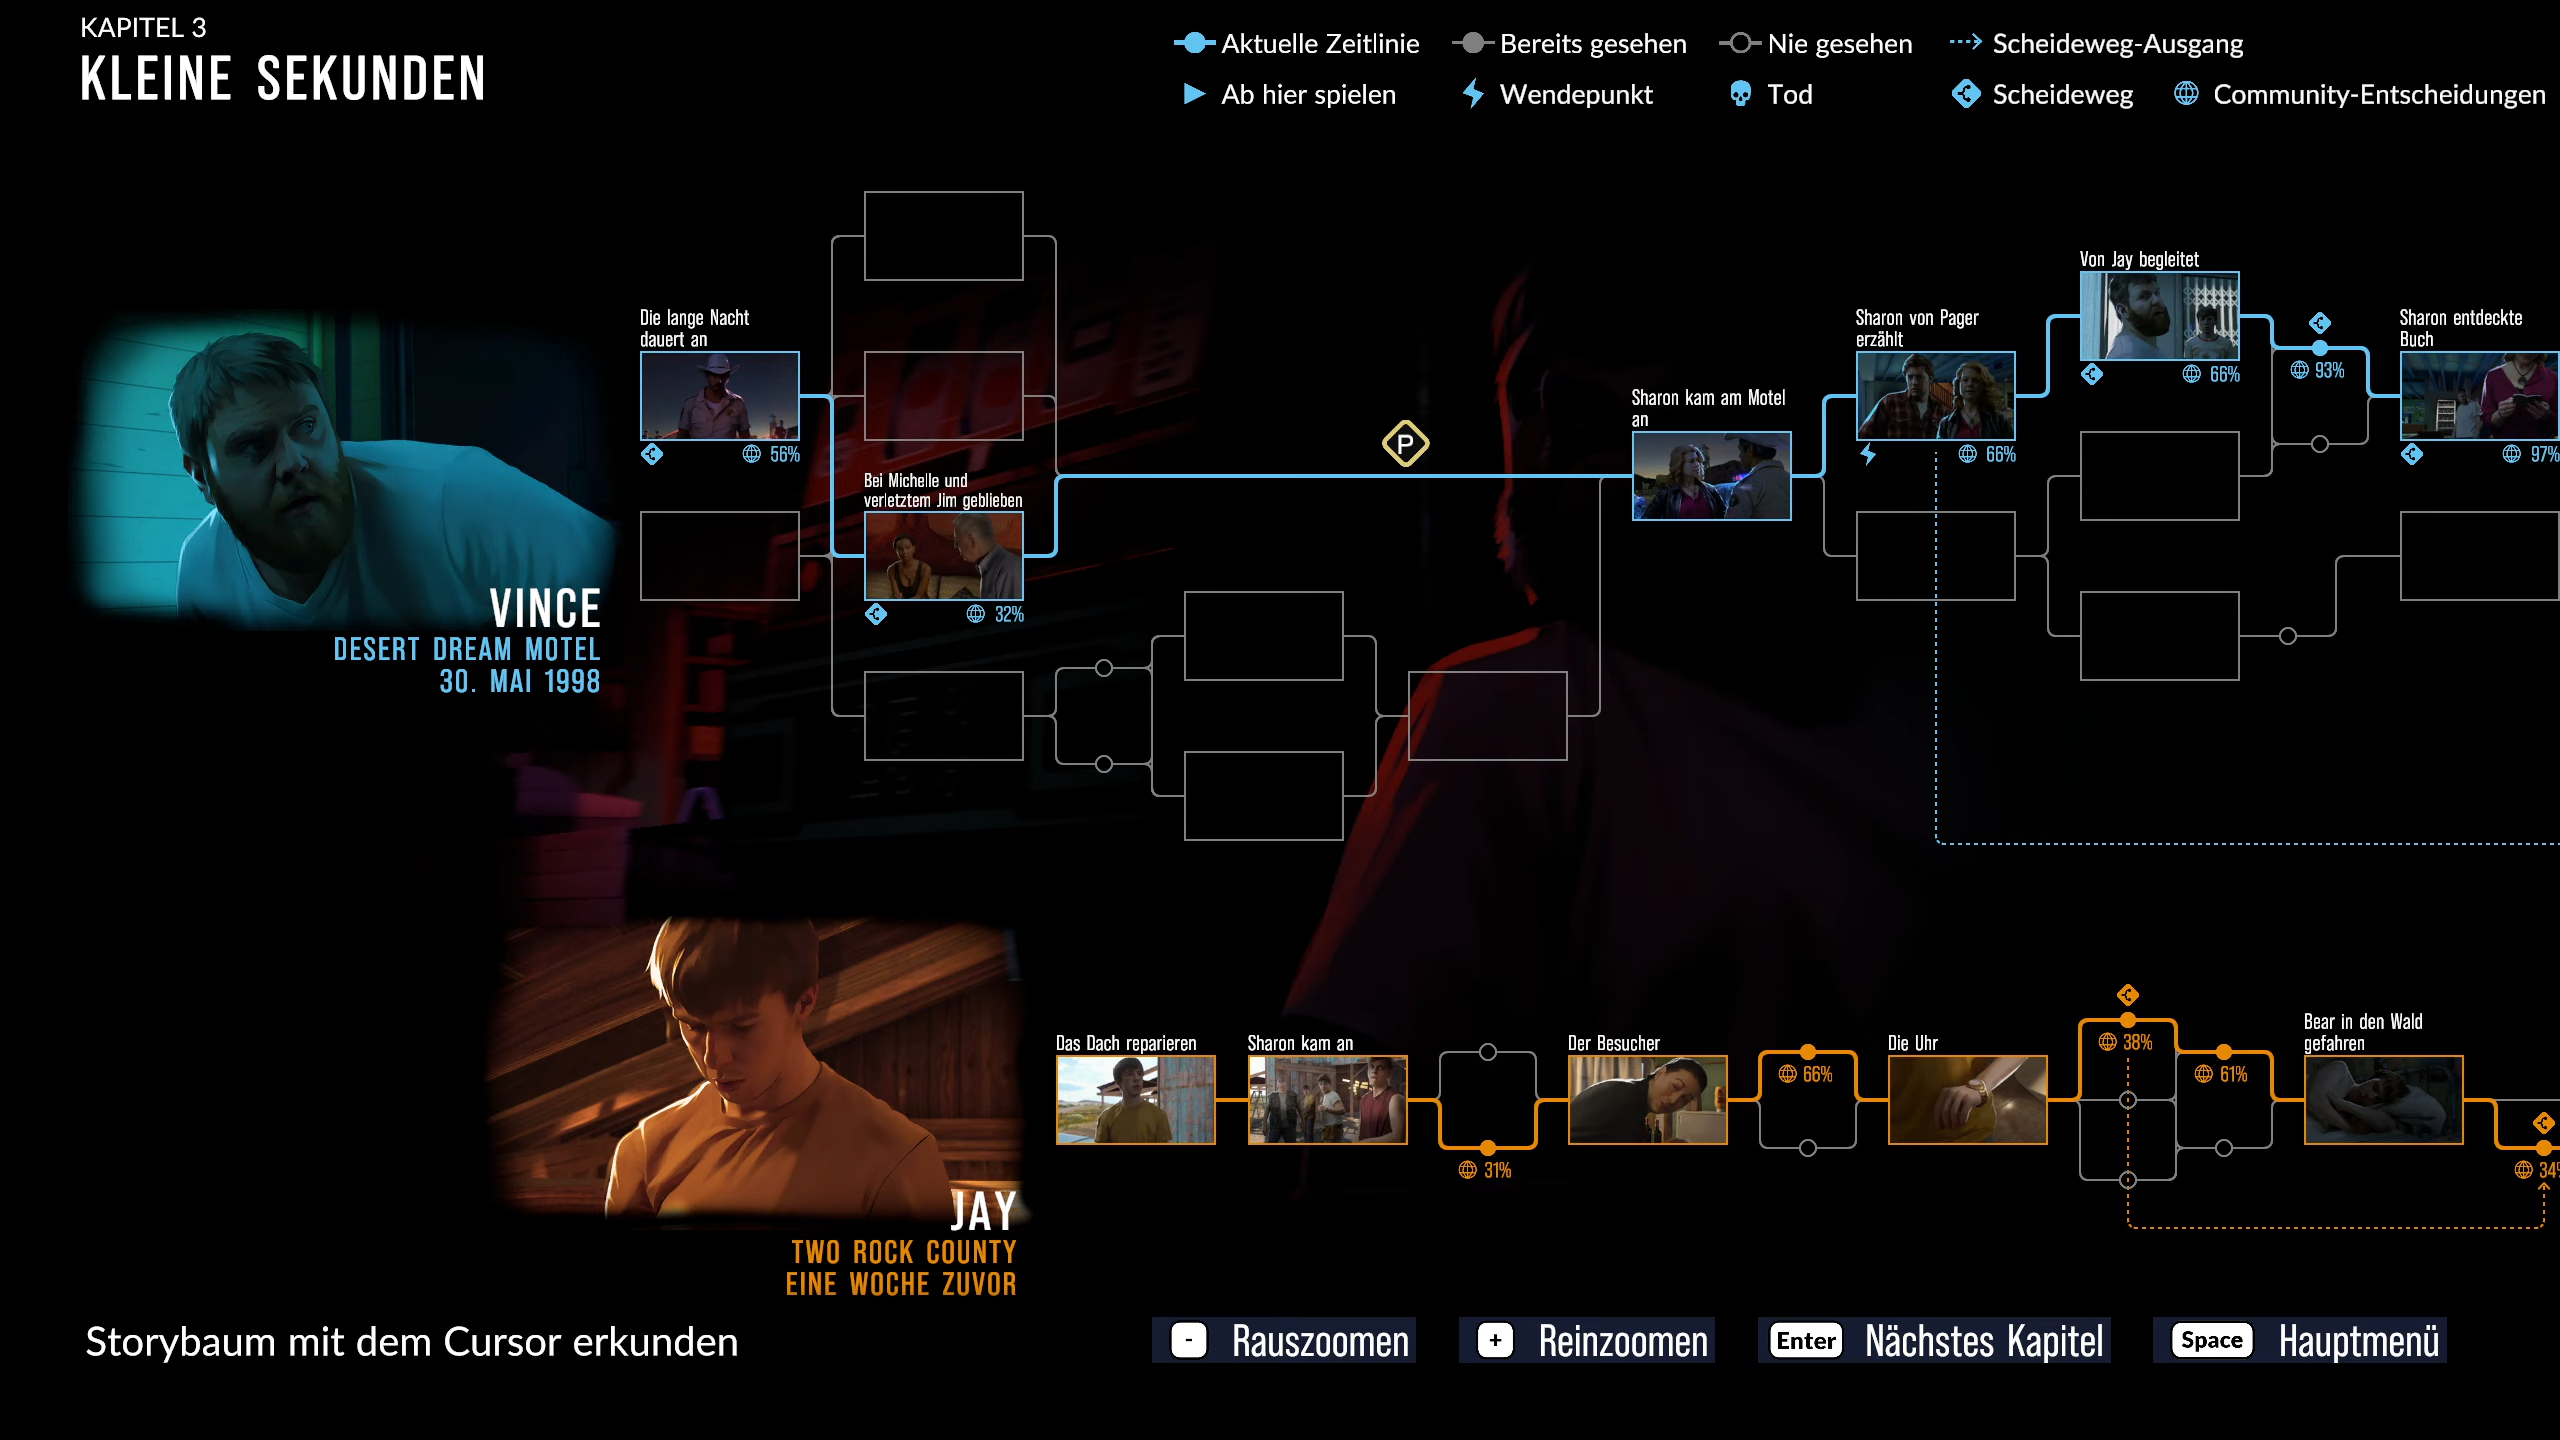 KAPITEL 3
KLEINE SEKUNDEN
Aktuelle Zeitlinie
Bereits gesehen
Nie gesehen
Scheideweg-Ausgang
Ab hier spielen
Wendepunkt
Tod
Scheideweg
Community-Entscheidungen
VINCE
DESERT DREAM MOTEL
30. MAI 1998
Die lange Nacht
dauert an
56%
Bei Michelle und
verletztem Jim geblieben
32%
P
Sharon kam am Motel
an
Sharon von Pager
erzählt
66%
Von Jay begleitet
66%
93%
Sharon entdeckte
Buch
97%
JAY
TWO ROCK COUNTY
EINE WOCHE ZUVOR
Das Dach reparieren
Sharon kam an
31%
Der Besucher
66%
Die Uhr
38%
61%
Bear in den Wald
gefahren
34%
Storybaum mit dem Cursor erkunden
- Rauszoomen
+ Reinzoomen
Enter Nächstes Kapitel
Space Hauptmenü